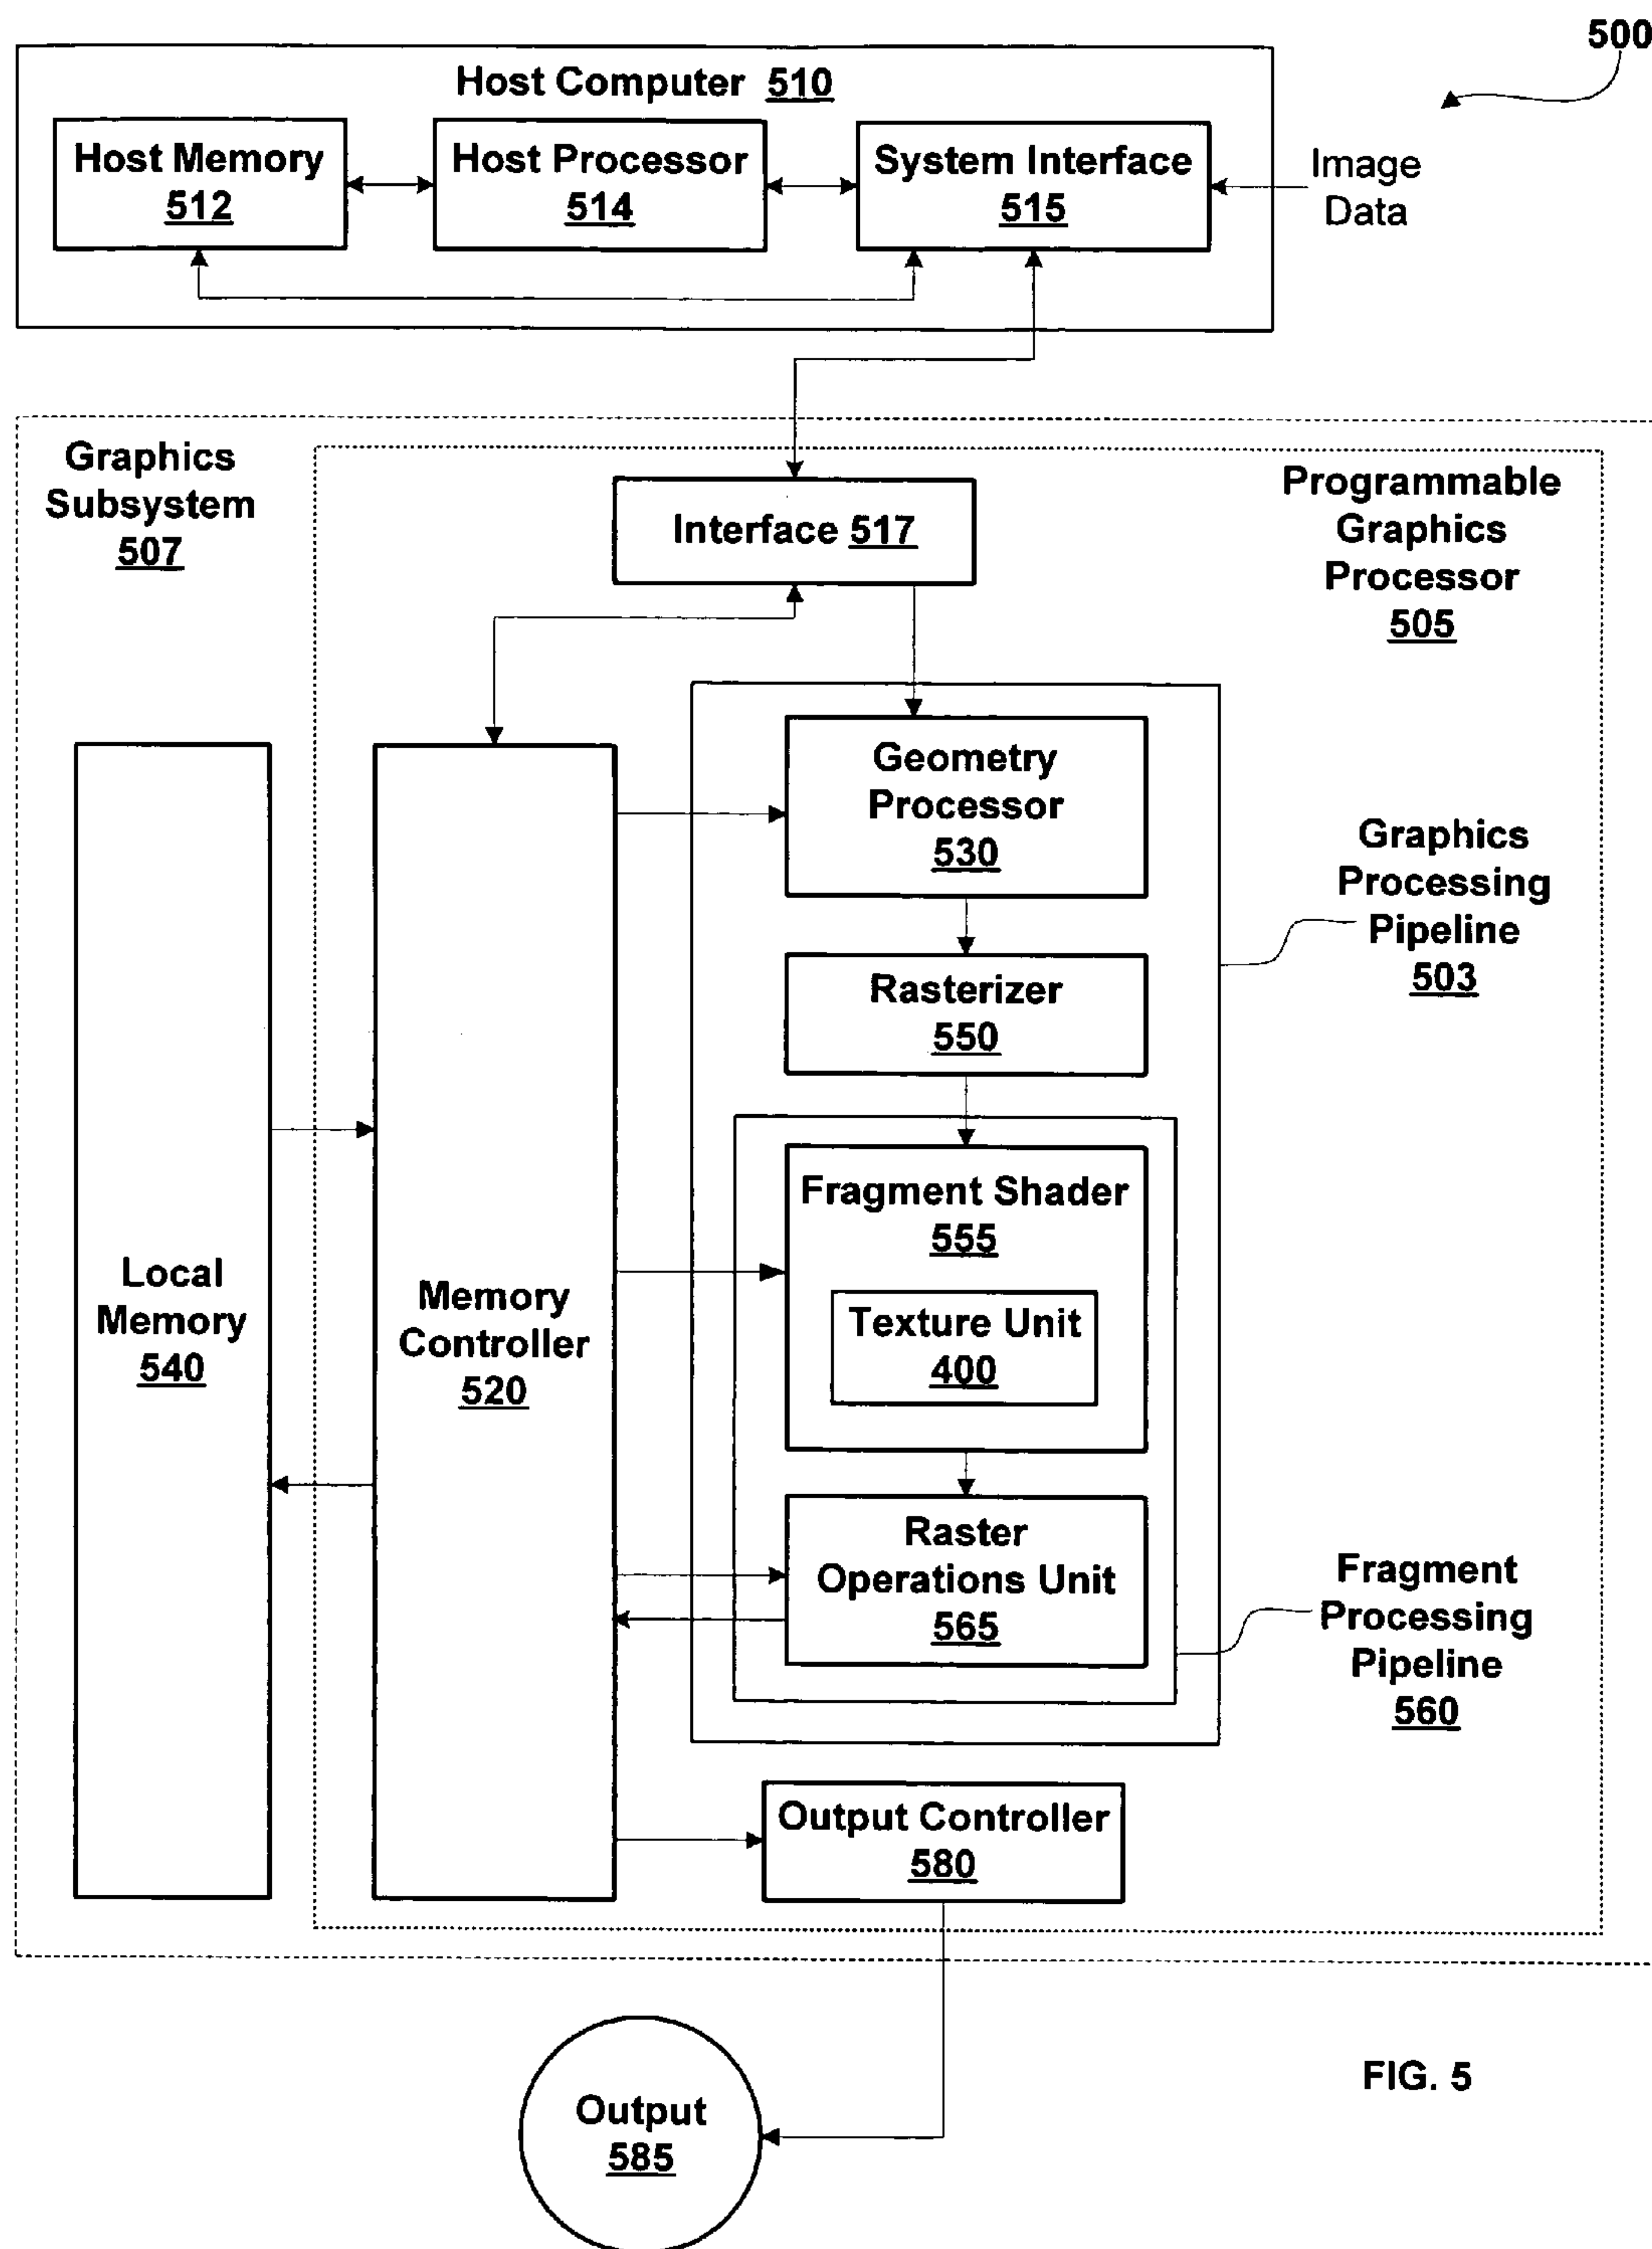 500
Host Computer 510
Host Memory
512
Host Processor
514
System Interface
515
Image
Data
Graphics
Subsystem
507
Interface 517
Programmable
Graphics
Processor
505
Geometry
Processor
530
Graphics
Processing
Pipeline
503
Rasterizer
550
Fragment Shader
555
Texture Unit
400
Local
Memory
540
Memory
Controller
520
Raster
Operations Unit
565
Fragment
Processing
Pipeline
560
Output Controller
580
Output
585
FIG. 5